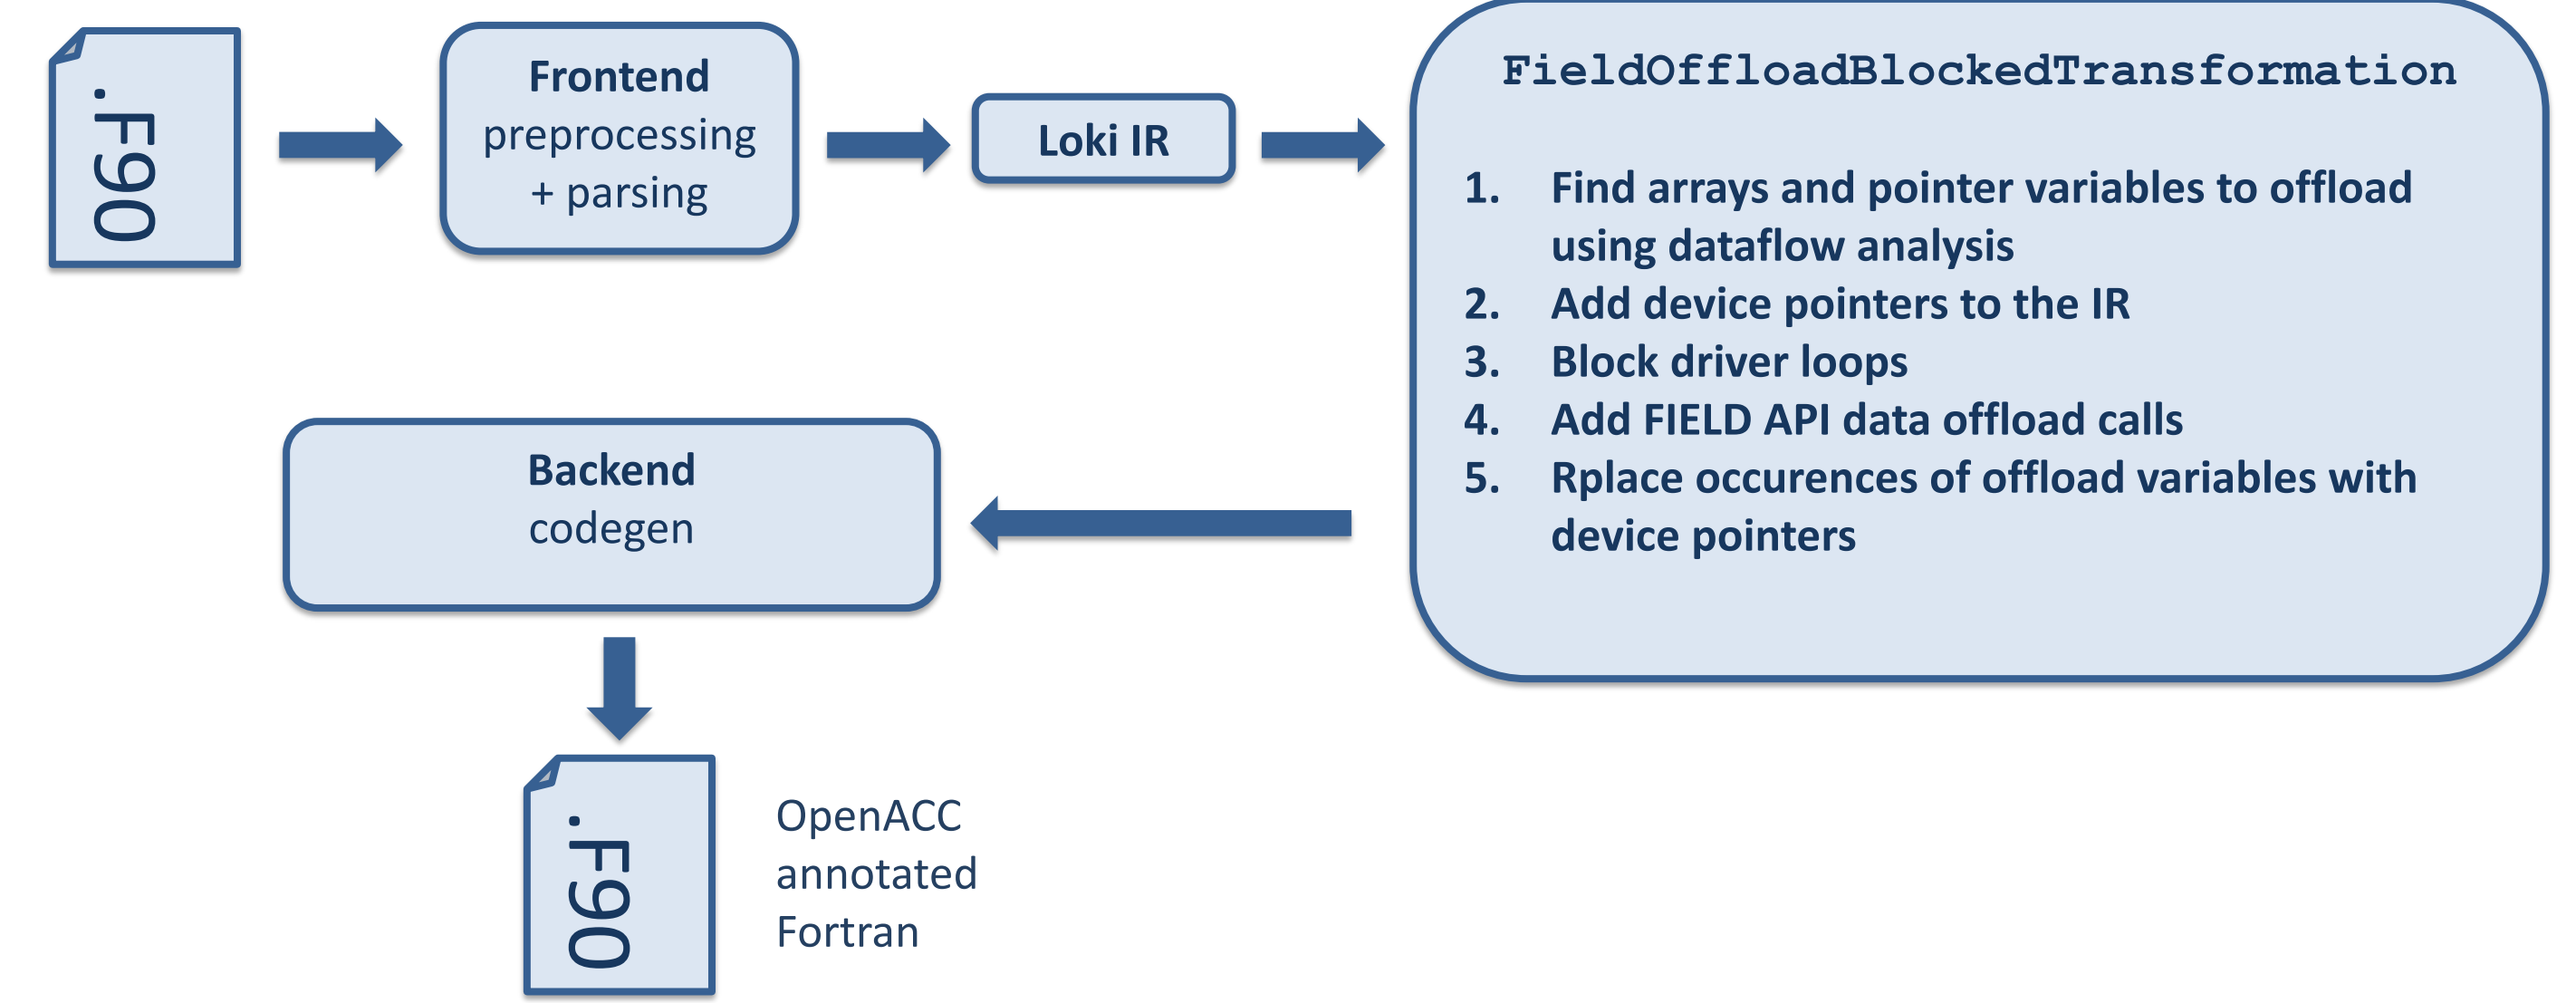 .F90
Frontend
preprocessing
+ parsing
Loki IR
FieldOffloadBlockedTransformation
1. Find arrays and pointer variables to offload
using dataflow analysis
2. Add device pointers to the IR
3. Block driver loops
4. Add FIELD API data offload calls
5. Rplace occurences of offload variables with
device pointers
Backend
codegen
.F90
OpenACC
annotated
Fortran